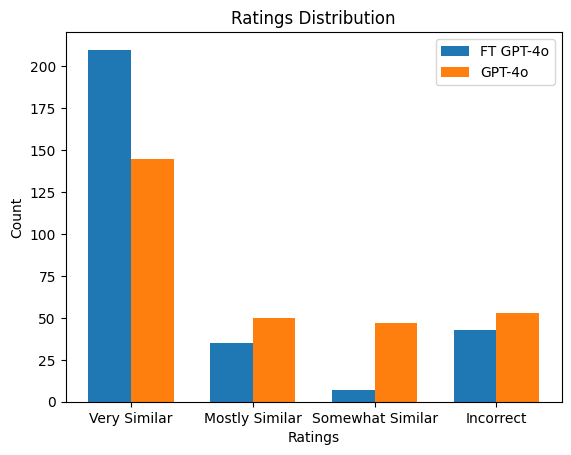 Ratings Distribution
FT GPT-4o
GPT-4o
200
175
150
125
100
75
50
25
0
Count
Very Similar Mostly Similar Somewhat Similar Incorrect
Ratings